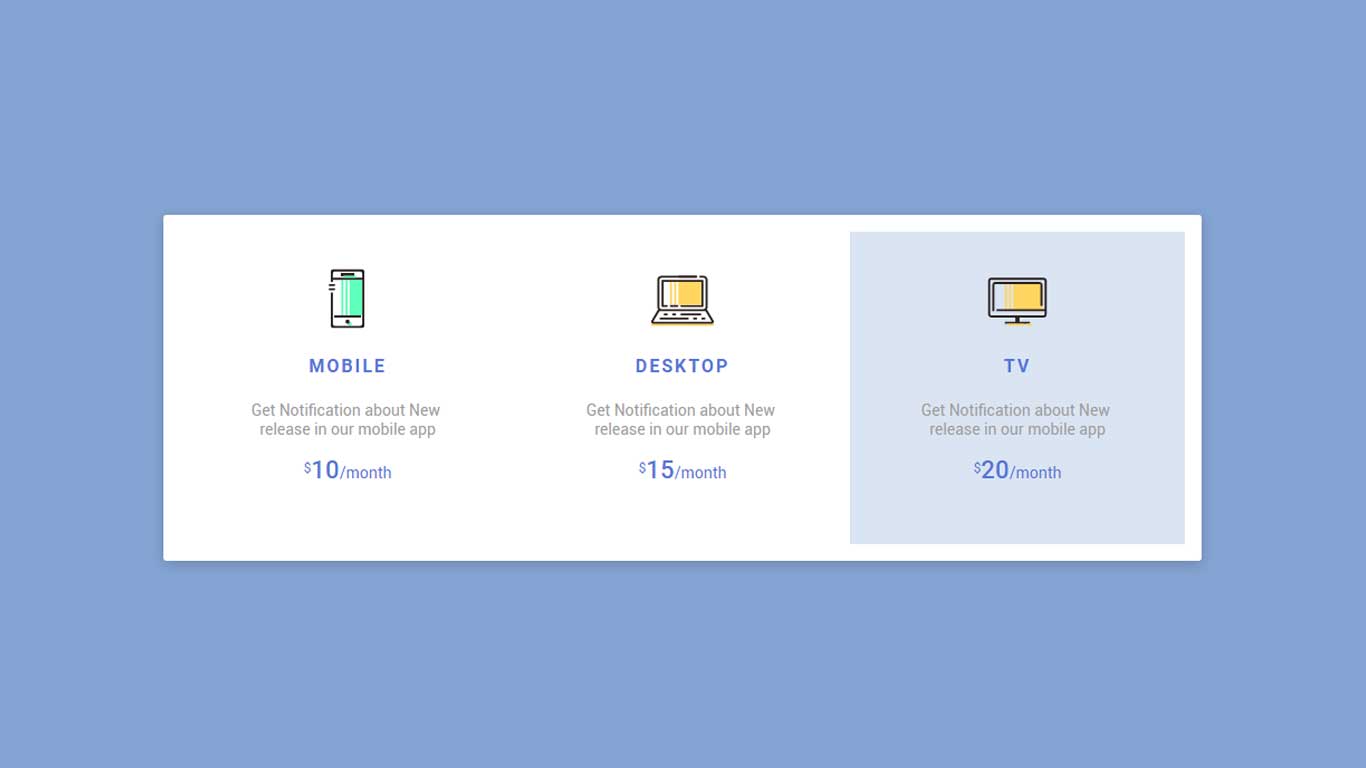 MOBILE
Get Notification about New
release in our mobile app
$10/month
DESKTOP
Get Notification about New
release in our mobile app
$15/month
TV
Get Notification about New
release in our mobile app
$20/month